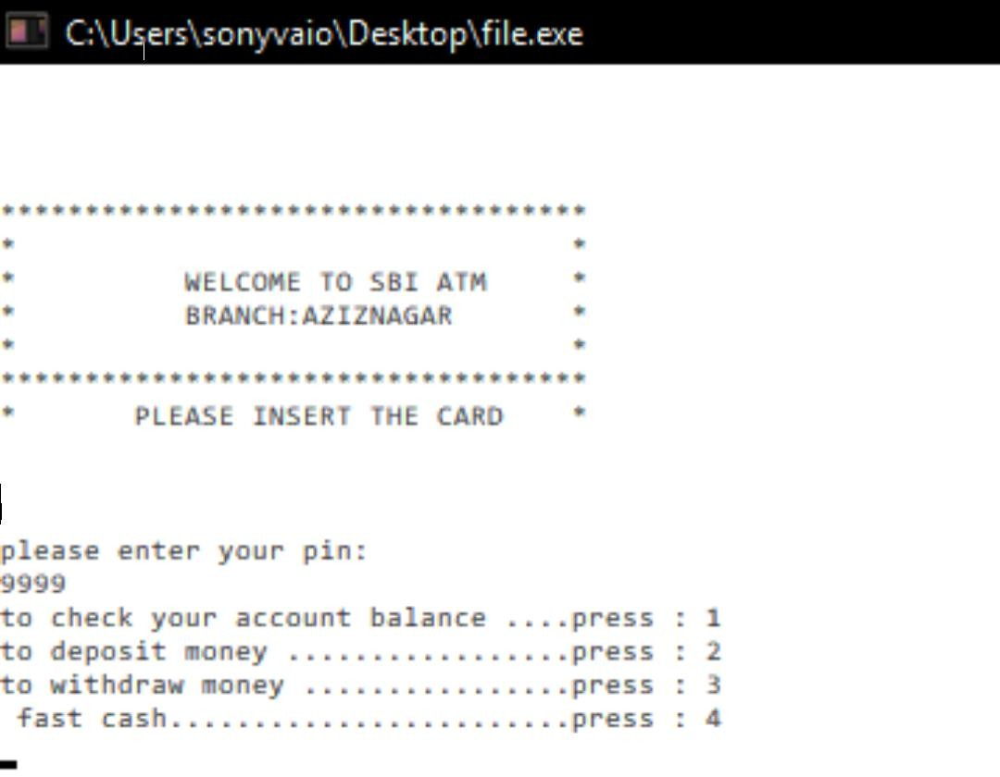 C:\Users\sonyvaio\Desktop\file.exe
***********************************
*                                  *
*          WELCOME TO SBI ATM     *
*          BRANCH:AZIZNAGAR       *
*                                  *
***********************************
*       PLEASE INSERT THE CARD    *
please enter your pin:
9999
to check your account balance ....press : 1
to deposit money .................press : 2
to withdraw money ................press : 3
 fast cash........................press : 4